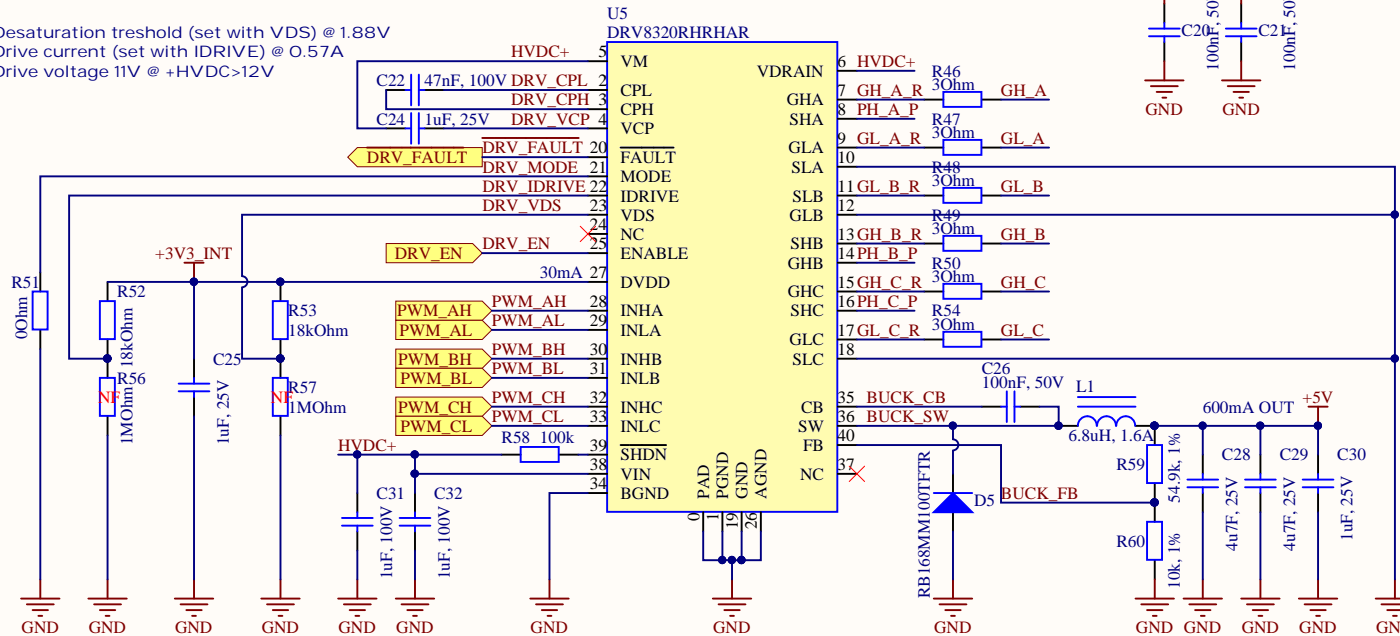 Desaturation treshold (set with VDS) @ 1.88V
Drive current (set with IDRIVE) @ 0.57A
Drive voltage 11V @ +HVDC>12V
U5
DRV8320RHRHAR
HVDC+ 5 VM
C22 47nF, 100V DRV_CPL 2 CPL
DRV_CPH 3 CPH
C24 1uF, 25V DRV_VCP 4 VCP
DRV_FAULT DRV_FAULT 20 FAULT
DRV_MODE 21 MODE
DRV_IDRIVE 22 IDRIVE
DRV_VDS 23 VDS
24 NC
DRV_EN DRV_EN 25 ENABLE
+3V3_INT
30mA 27 DVDD
R51 0Ohm
R52 18kOhm
R53 18kOhm
R56 NF 1MOhm
R57 NF 1MOhm
C25 1uF, 25V
PWM_AH PWM_AH 28 INHA
PWM_AL PWM_AL 29 INLA
PWM_BH PWM_BH 30 INHB
PWM_BL PWM_BL 31 INLB
PWM_CH PWM_CH 32 INHC
PWM_CL PWM_CL 33 INLC
HVDC+ R58 100k 39 SHDN
38 VIN
34 BGND
C31 1uF, 100V
C32 1uF, 100V
PAD PGND GND AGND
0 1 19 26
VDRAIN 6 HVDC+
GHA 7 GH_A_R R46 3Ohm GH_A
SHA 8 PH_A_P
GLA 9 GL_A_R R47 3Ohm GL_A
SLA 10
SLB 11 GL_B_R R48 3Ohm GL_B
GLB 12
SHB 13 GH_B_R R49 3Ohm GH_B
GHB 14 PH_B_P
GHC 15 GH_C_R R50 3Ohm GH_C
SHC 16 PH_C_P
GLC 17 GL_C_R R54 3Ohm GL_C
SLC 18
CB 35 BUCK_CB
SW 36 BUCK_SW
FB 40
NC 37
C26
100nF, 50V
L1
6.8uH, 1.6A
600mA OUT +5V
RB168MM100TFTR D5
BUCK_FB
R59 54.9k, 1%
R60 10k, 1%
C28 4u7F, 25V
C29 4u7F, 25V
C30 1uF, 25V
C20 100nF, 50
C21 100nF, 50
GND GND
GND GND GND GND GND GND GND GND GND GND GND GND GND